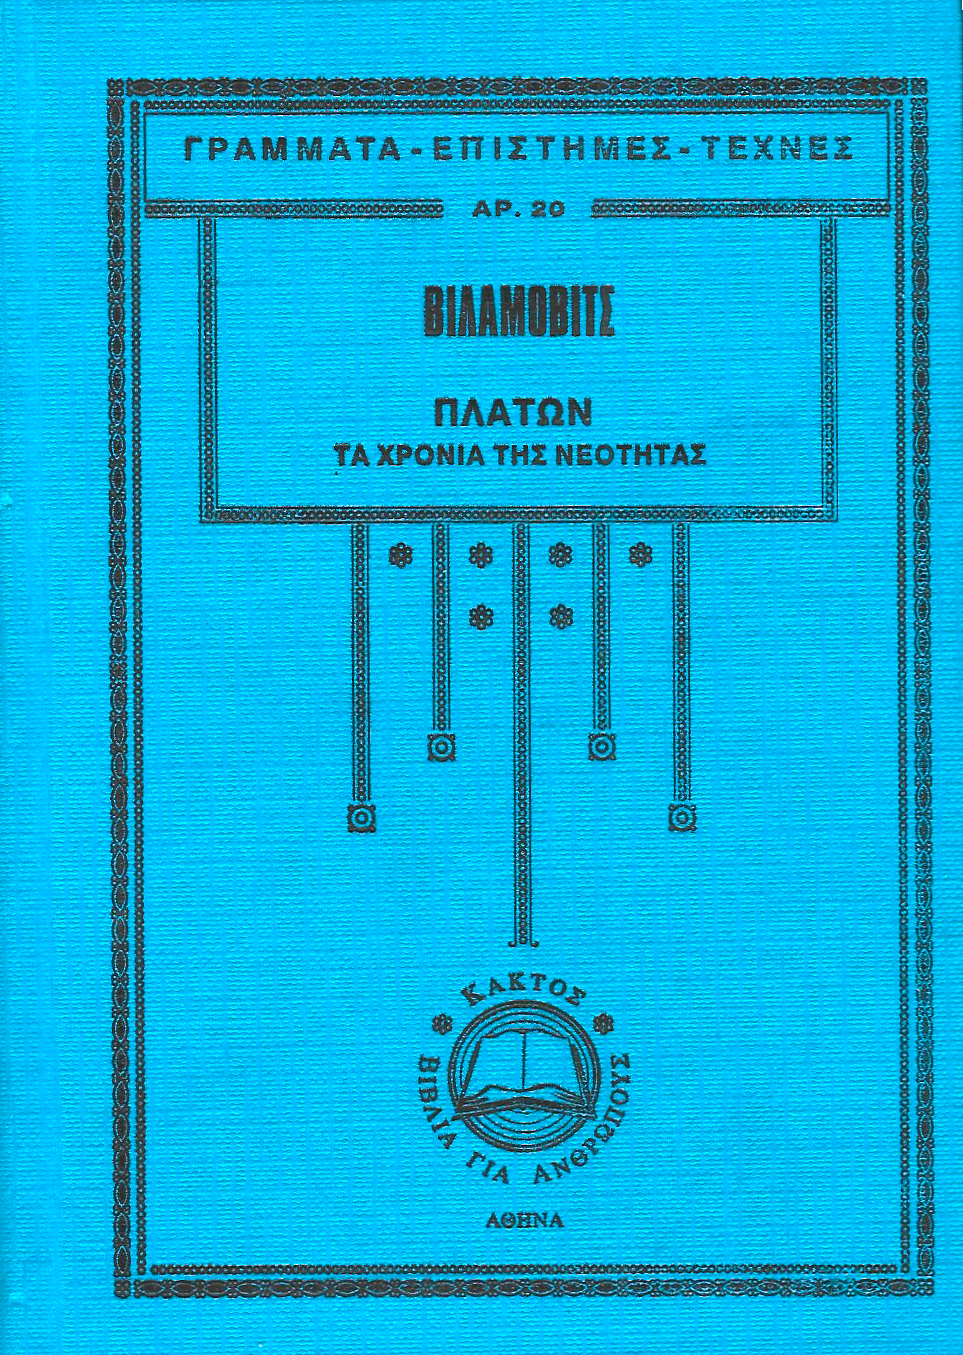 ΓΡΑΜΜΑΤΑ - ΕΠΙΣΤΗΜΕΣ - ΤΕΧΝΕΣ
ΑΡ. 20
ΒΙΛΑΜΟΒΙΤΣ
ΠΛΑΤΩΝ
ΤΑ ΧΡΟΝΙΑ ΤΗΣ ΝΕΟΤΗΤΑΣ
ΚΑΚΤΟΣ
ΒΙΒΛΙΑ ΓΙΑ ΑΝΘΡΩΠΟΥΣ
ΑΘΗΝΑ